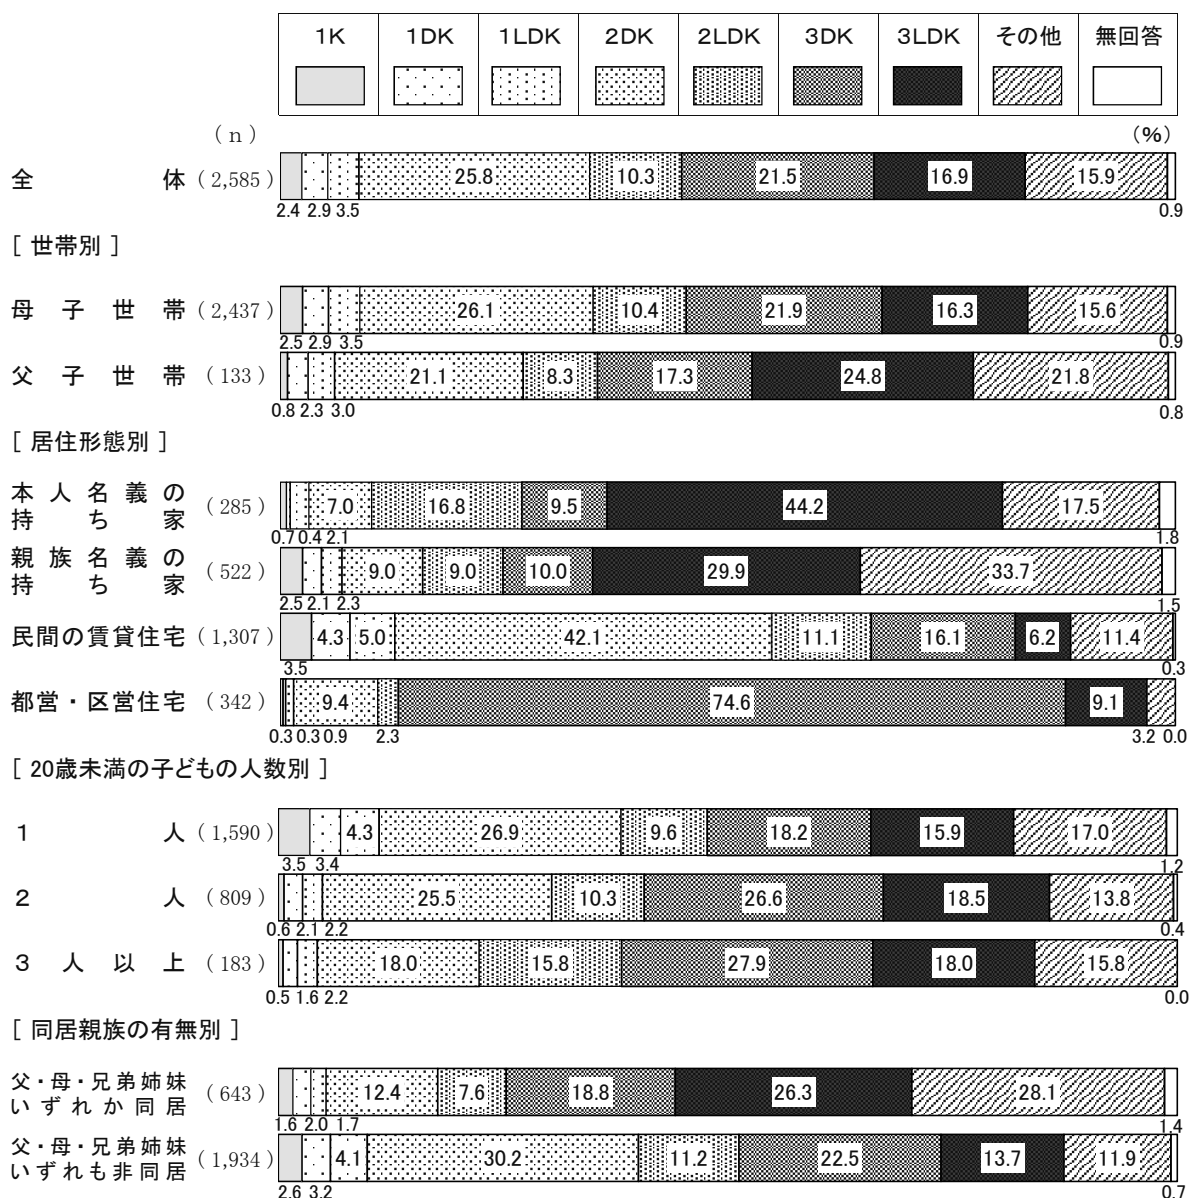 1K 1DK 1LDK 2DK 2LDK 3DK 3LDK その他 無回答
(n) (%)
全体 (2,585) 25.8 10.3 21.5 16.9 15.9
2.4 2.9 3.5 0.9
[世帯別]
母子世帯 (2,437) 26.1 10.4 21.9 16.3 15.6
2.5 2.9 3.5 0.9
父子世帯 (133) 21.1 8.3 17.3 24.8 21.8
0.8 2.3 3.0 0.8
[居住形態別]
本人名義の
持ち家 (285) 7.0 16.8 9.5 44.2 17.5
0.7 0.4 2.1 1.8
親族名義の
持ち家 (522) 9.0 9.0 10.0 29.9 33.7
2.5 2.1 2.3 1.5
民間の賃貸住宅 (1,307) 4.3 5.0 42.1 11.1 16.1 6.2 11.4
3.5 0.3
都営・区営住宅 (342) 9.4 74.6 9.1
0.3 0.3 0.9 2.3 3.2 0.0
[20歳未満の子どもの人数別]
1人 (1,590) 4.3 26.9 9.6 18.2 15.9 17.0
3.5 3.4 1.2
2人 (809) 25.5 10.3 26.6 18.5 13.8
0.6 2.1 2.2 0.4
3人以上 (183) 18.0 15.8 27.9 18.0 15.8
0.5 1.6 2.2 0.0
[同居親族の有無別]
父・母・兄弟姉妹
いずれか同居 (643) 12.4 7.6 18.8 26.3 28.1
1.6 2.0 1.7 1.4
父・母・兄弟姉妹
いずれも非同居 (1,934) 4.1 30.2 11.2 22.5 13.7 11.9
2.6 3.2 0.7